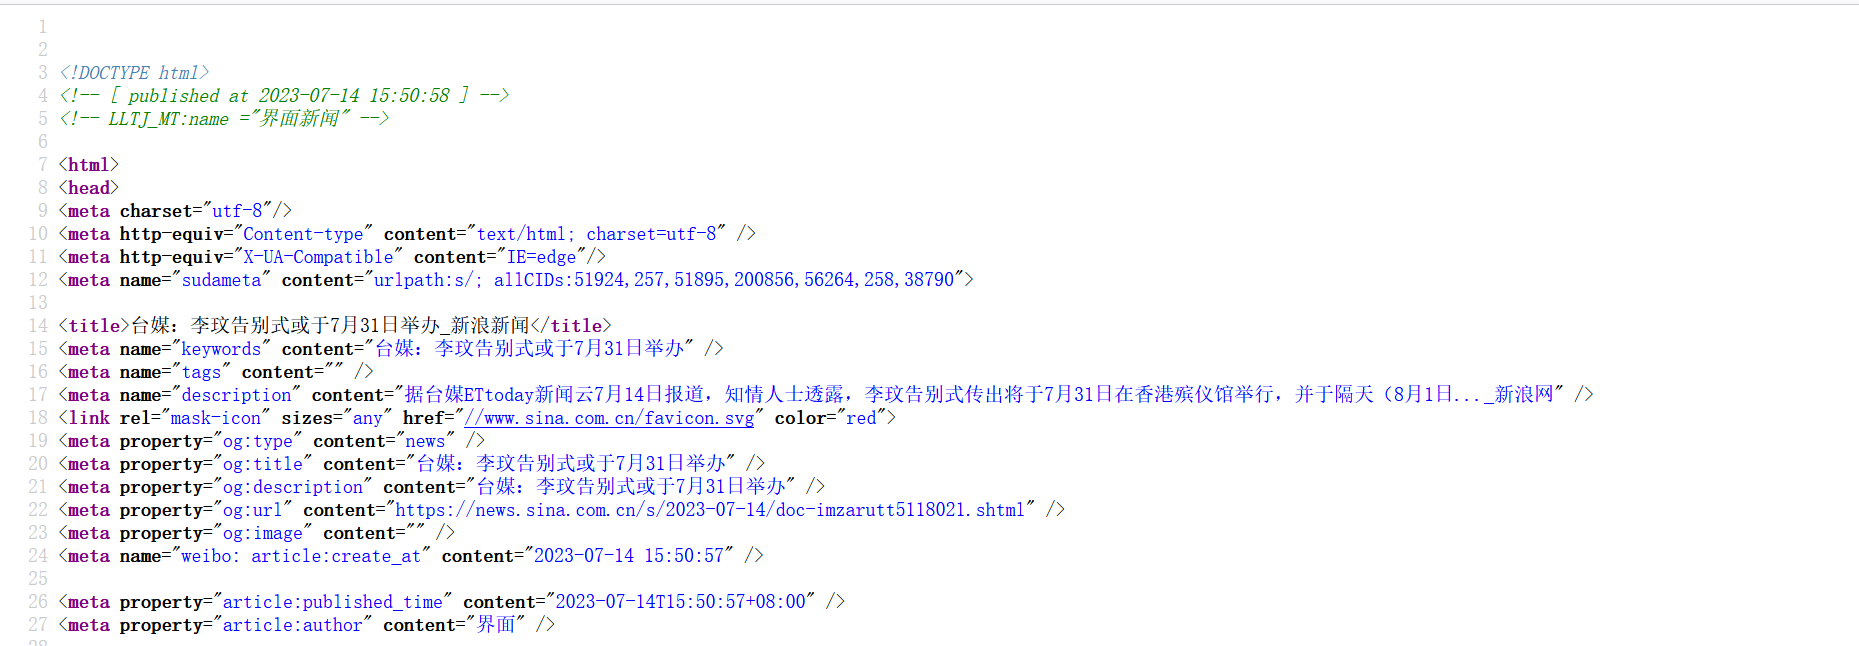 1
2
3 <!DOCTYPE html>
4 <!-- [ published at 2023-07-14 15:50:58 ] -->
5 <!-- LLTJ_MT:name ="界面新闻" -->
6
7 <html>
8 <head>
9 <meta charset="utf-8"/>
10 <meta http-equiv="Content-type" content="text/html; charset=utf-8" />
11 <meta http-equiv="X-UA-Compatible" content="IE=edge"/>
12 <meta name="sudameta" content="urlpath:s/; allCIDs:51924,257,51895,200856,56264,258,38790">
13
14 <title>台媒：李玟告别式或于7月31日举办_新浪新闻</title>
15 <meta name="keywords" content="台媒：李玟告别式或于7月31日举办" />
16 <meta name="tags" content="" />
17 <meta name="description" content="据台媒ETtoday新闻云7月14日报道，知情人士透露，李玟告别式传出将于7月31日在香港殡仪馆举行，并于隔天（8月1日..._新浪网" />
18 <link rel="mask-icon" sizes="any" href="//www.sina.com.cn/favicon.svg" color="red">
19 <meta property="og:type" content="news" />
20 <meta property="og:title" content="台媒：李玟告别式或于7月31日举办" />
21 <meta property="og:description" content="台媒：李玟告别式或于7月31日举办" />
22 <meta property="og:url" content="https://news.sina.com.cn/s/2023-07-14/doc-imzarutt5118021.shtml" />
23 <meta property="og:image" content="" />
24 <meta name="weibo: article:create_at" content="2023-07-14 15:50:57" />
25
26 <meta property="article:published_time" content="2023-07-14T15:50:57+08:00" />
27 <meta property="article:author" content="界面" />
28